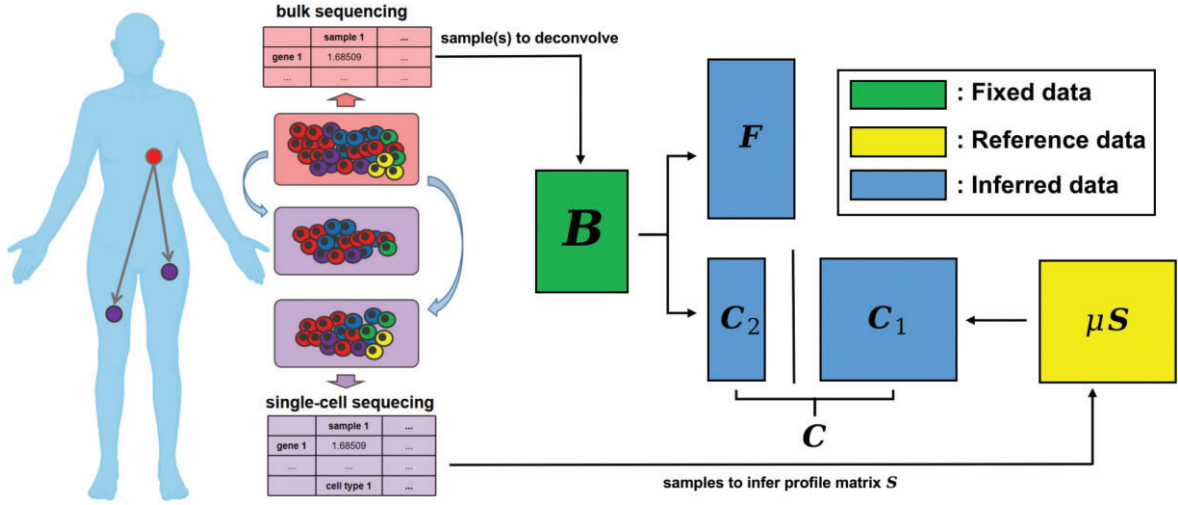 bulk sequencing
sample 1 ...
gene 1 1.68509 ...
... ... ...
sample(s) to deconvolve
: Fixed data
: Reference data
: Inferred data
F
B
C2 C1 μS
C
single-cell sequecing
sample 1 ...
gene 1 1.68509 ...
... ... ...
cell type 1 ...
samples to infer profile matrix S